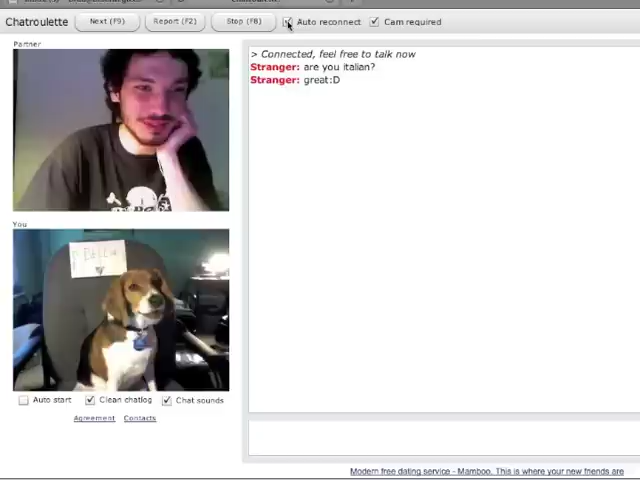 Chatroulette
Next (F9)
Report (F2)
Stop (F8)
Auto reconnect
Cam required
Partner
> Connected, feel free to talk now
Stranger: are you italian?
Stranger: great:D
You
Auto start
Clean chatlog
Chat sounds
Agreement
Contacts
Modern free dating service - Mamboo. This is where your new friends are